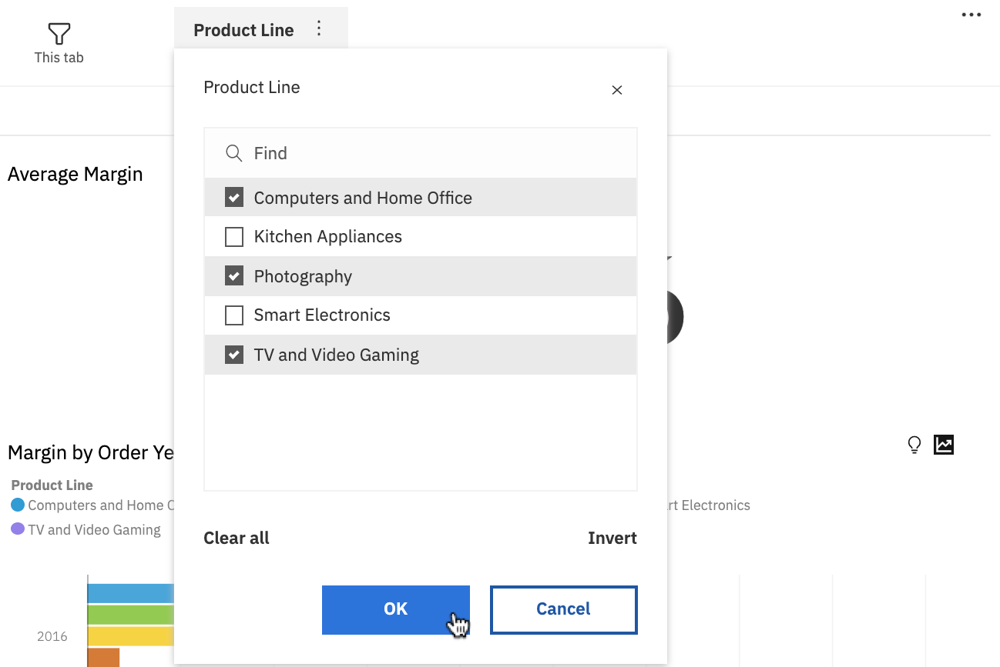 This tab
Product Line
Product Line
Find
Average Margin
Computers and Home Office
Kitchen Appliances
Photography
Smart Electronics
TV and Video Gaming
Margin by Order
Product Line
Computers and Home
Electronics
TV and Video Gaming
Clear all
Invert
OK
Cancel
2016